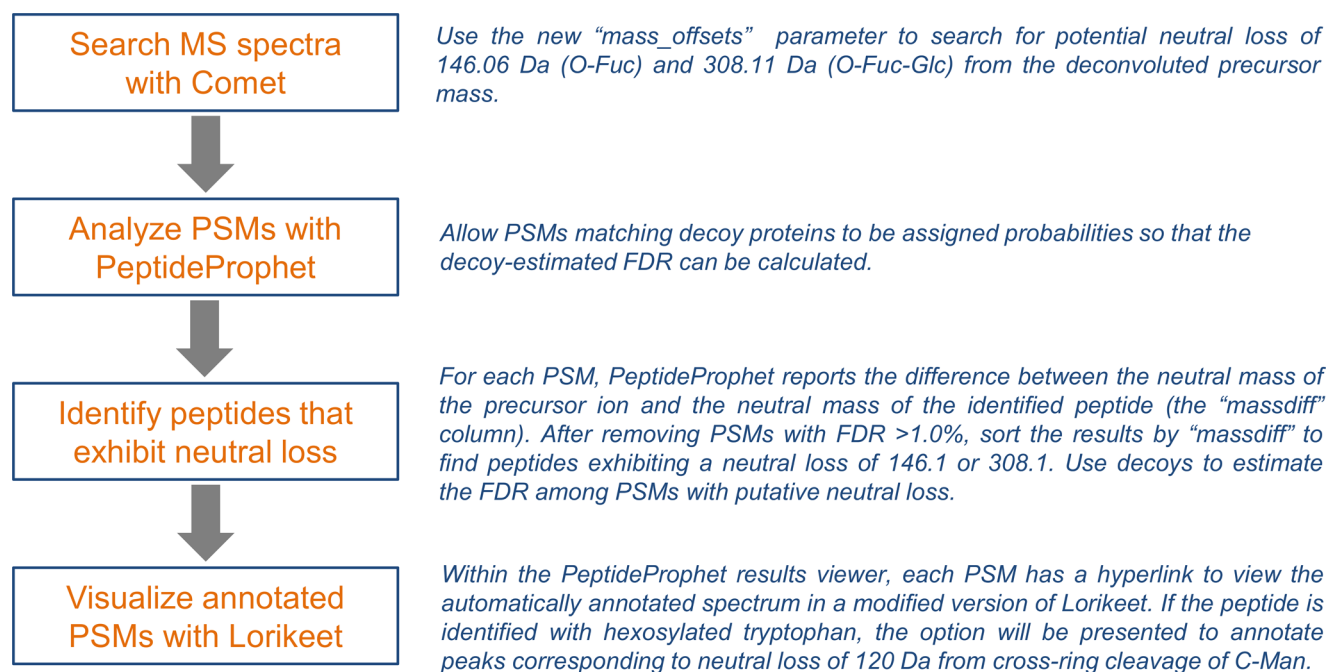 Search MS spectra
with Comet
Use the new “mass_offsets” parameter to search for potential neutral loss of
146.06 Da (O-Fuc) and 308.11 Da (O-Fuc-Glc) from the deconvoluted precursor
mass.
Analyze PSMs with
PeptideProphet
Allow PSMs matching decoy proteins to be assigned probabilities so that the
decoy-estimated FDR can be calculated.
Identify peptides that
exhibit neutral loss
For each PSM, PeptideProphet reports the difference between the neutral mass of
the precursor ion and the neutral mass of the identified peptide (the “massdiff”
column). After removing PSMs with FDR >1.0%, sort the results by “massdiff” to
find peptides exhibiting a neutral loss of 146.1 or 308.1. Use decoys to estimate
the FDR among PSMs with putative neutral loss.
Visualize annotated
PSMs with Lorikeet
Within the PeptideProphet results viewer, each PSM has a hyperlink to view the
automatically annotated spectrum in a modified version of Lorikeet. If the peptide is
identified with hexosylated tryptophan, the option will be presented to annotate
peaks corresponding to neutral loss of 120 Da from cross-ring cleavage of C-Man.